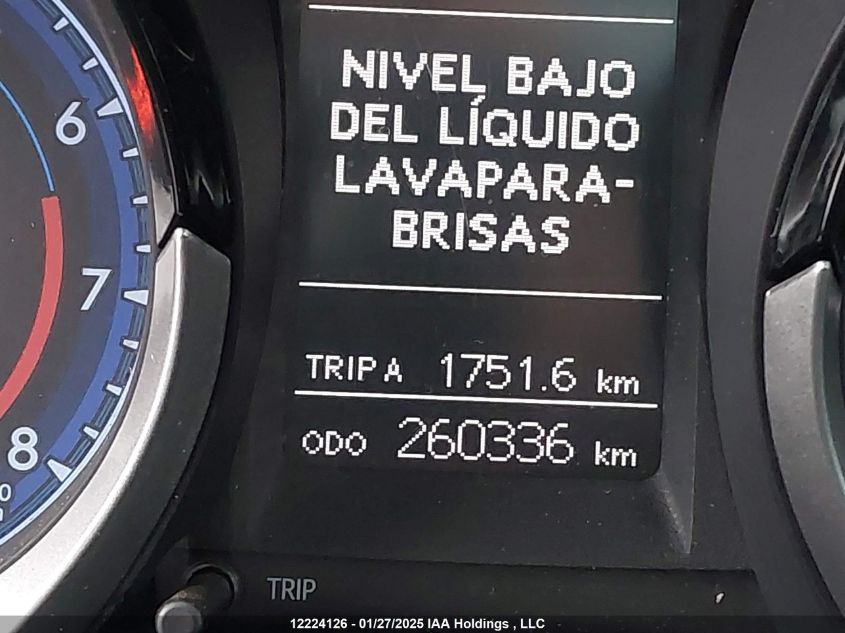 NIVEL BAJO
DEL LÍQUIDO
LAVAPARA-
BRISAS
TRIP A 1751.6 km
ODO 260336 km
6
7
8
TRIP
12224126 - 01/27/2025 IAA Holdings , LLC